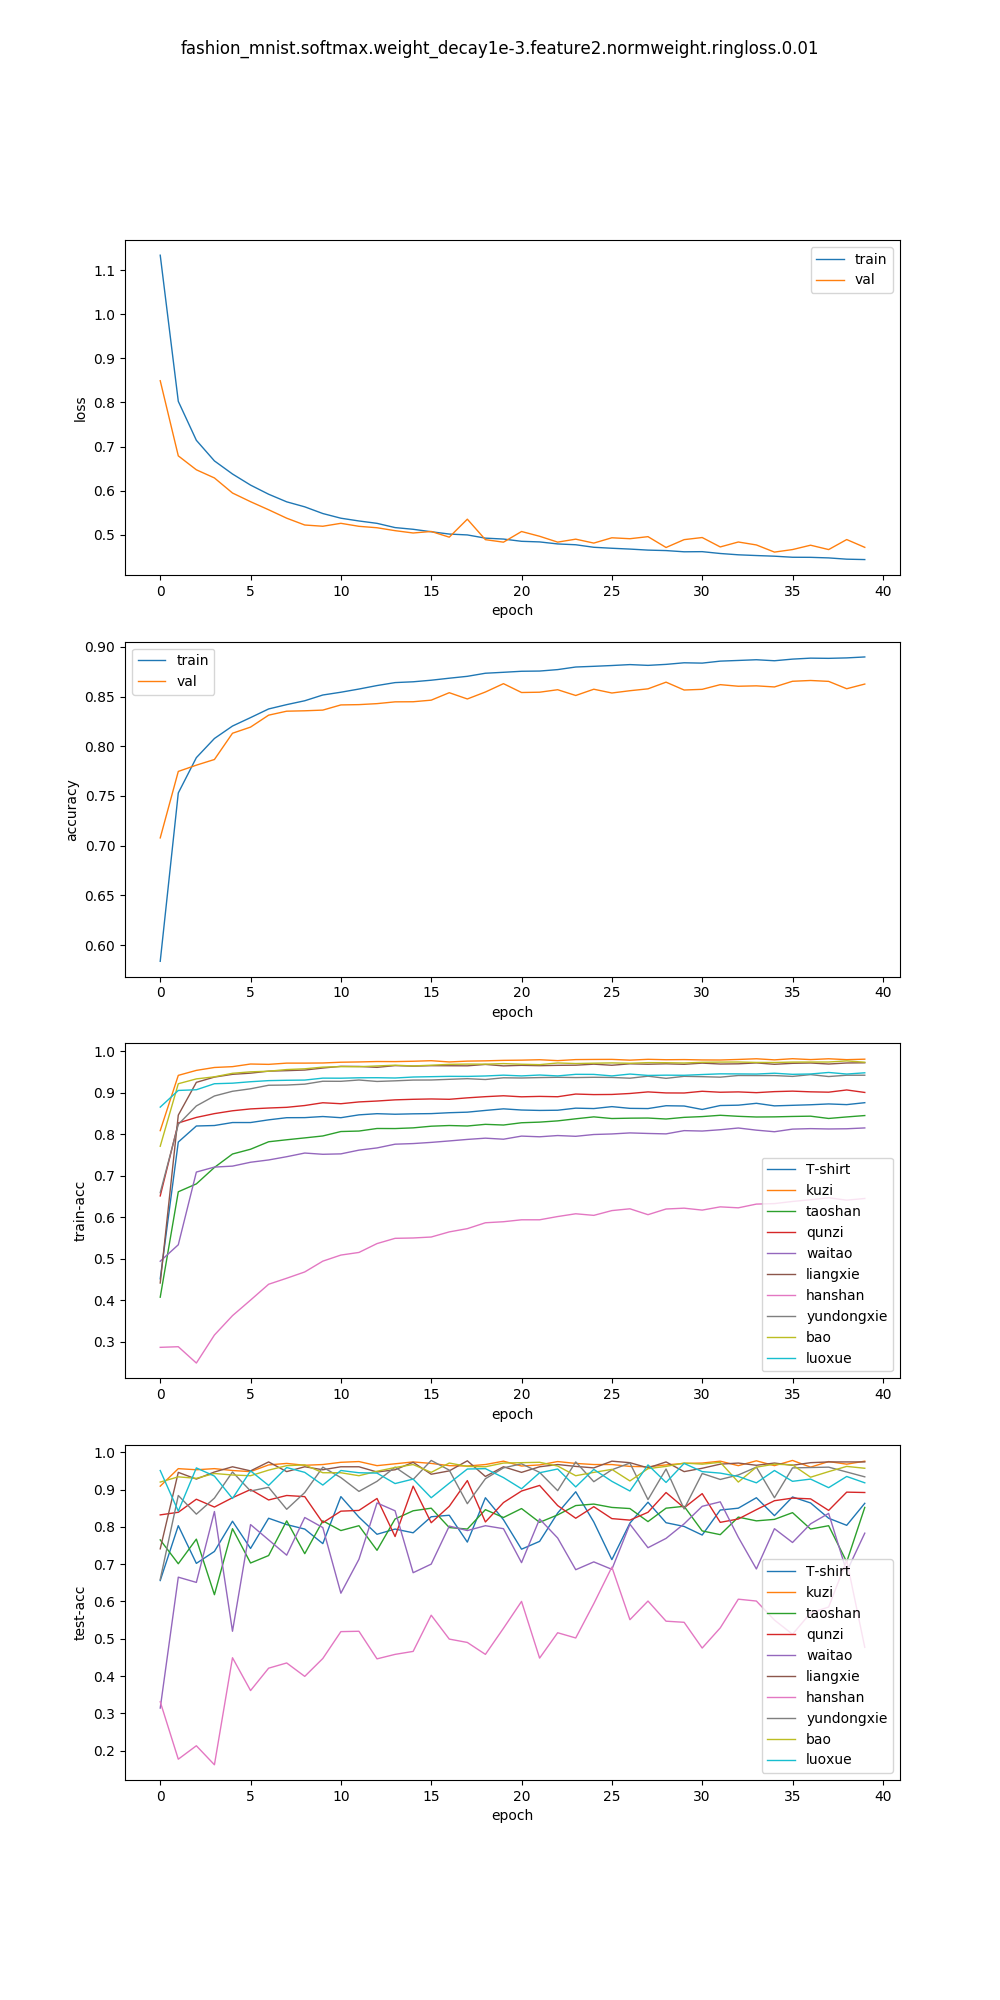 fashion_mnist.softmax.weight_decay1e-3.feature2.normweight.ringloss.0.01
train
val
1.1
1.0
0.9
0.8
0.7
0.6
0.5
loss
0 5 10 15 20 25 30 35 40
epoch
train
val
0.90
0.85
0.80
0.75
0.70
0.65
0.60
accuracy
0 5 10 15 20 25 30 35 40
epoch
1.0
0.9
0.8
0.7
0.6
0.5
0.4
0.3
train-acc
T-shirt
kuzi
taoshan
qunzi
waitao
liangxie
hanshan
yundongxie
bao
luoxue
0 5 10 15 20 25 30 35 40
epoch
1.0
0.9
0.8
0.7
0.6
0.5
0.4
0.3
0.2
test-acc
T-shirt
kuzi
taoshan
qunzi
waitao
liangxie
hanshan
yundongxie
bao
luoxue
0 5 10 15 20 25 30 35 40
epoch